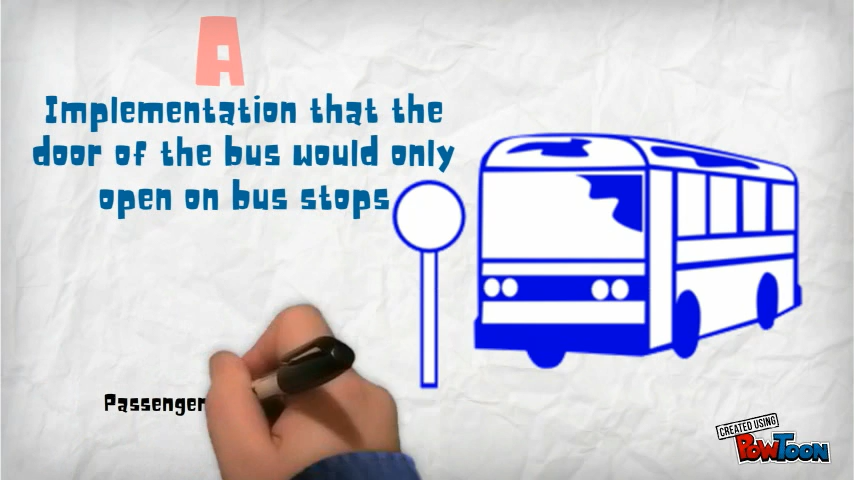 A
Implementation that the
door of the bus would only
open on bus stops
Passenger
CREATED USING
POWTOON